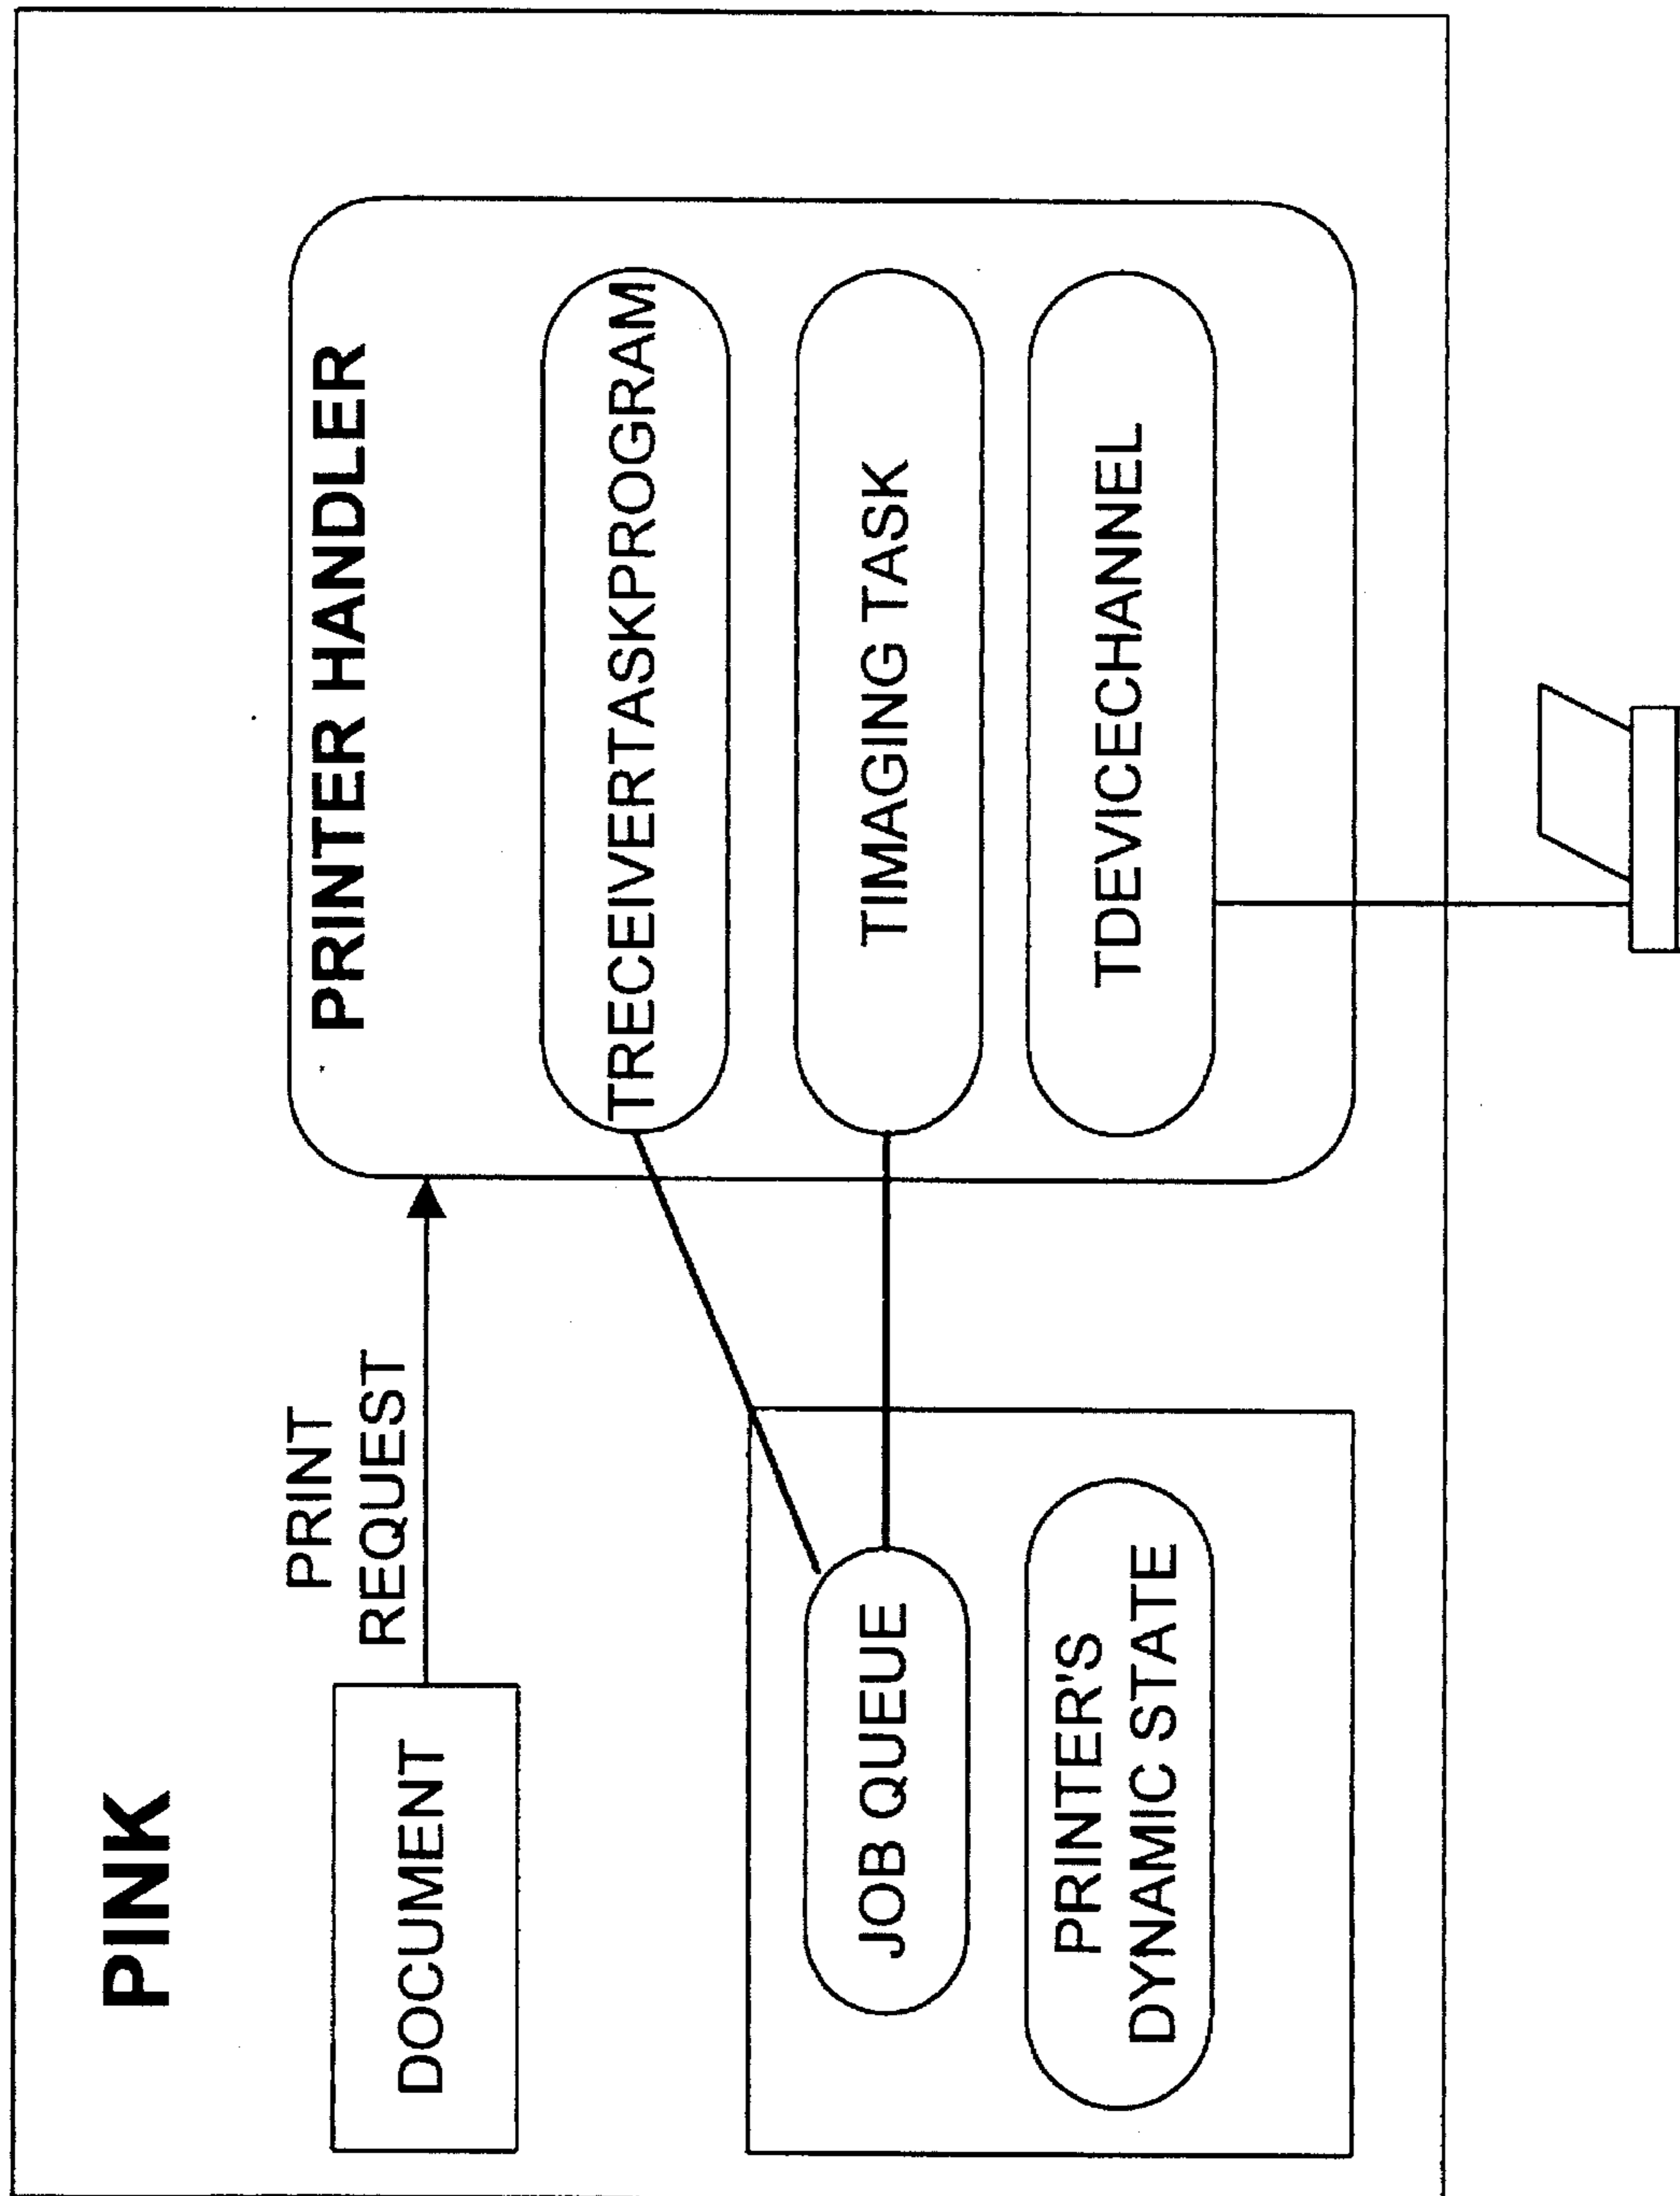 PINK
DOCUMENT
PRINT
REQUEST
PRINTER HANDLER
TRECEIVERTASKPROGRAM
TIMAGING TASK
TDEVICECHANNEL
JOB QUEUE
PRINTER'S
DYNAMIC STATE